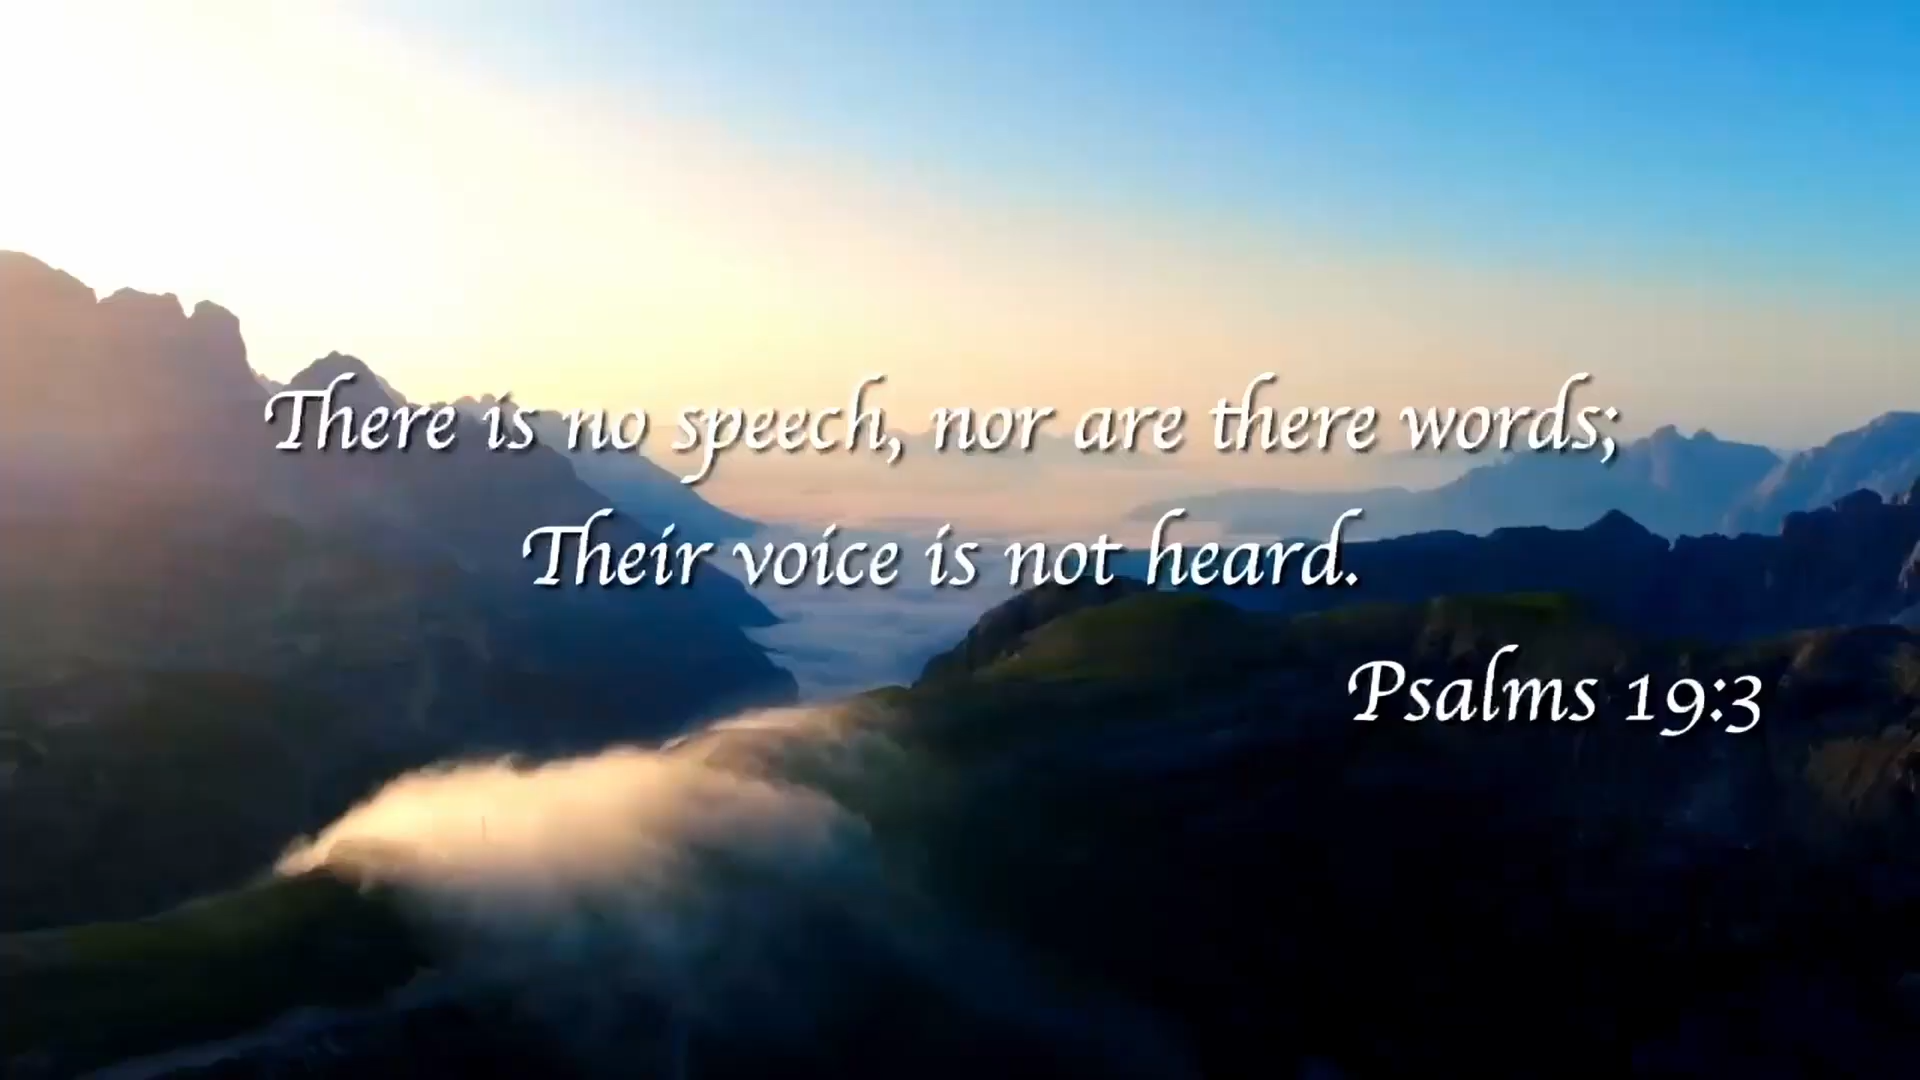 There is no speech, nor are there words;
Their voice is not heard.
Psalms 19:3